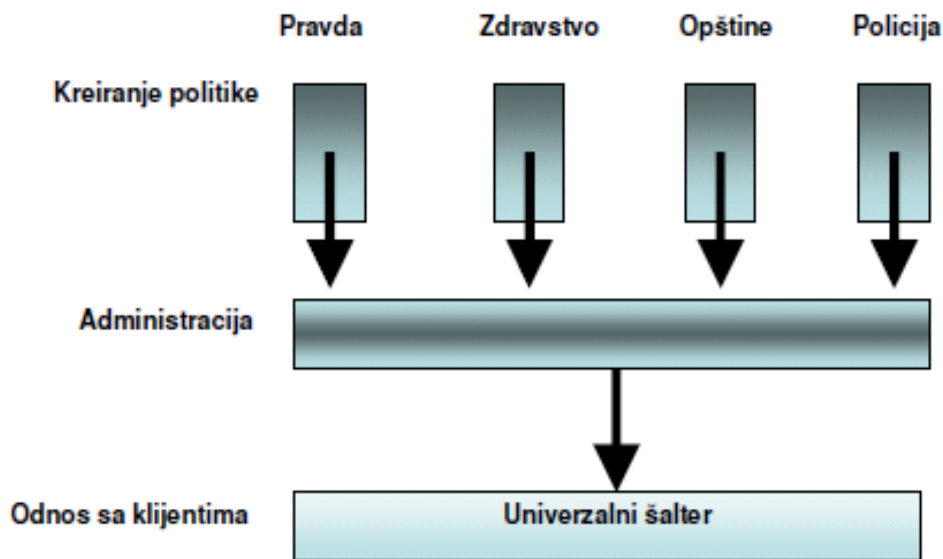 Pravda Zdravstvo Opštine Policija
Kreiranje politike
Administracija
Odnos sa klijentima Univerzalni šalter